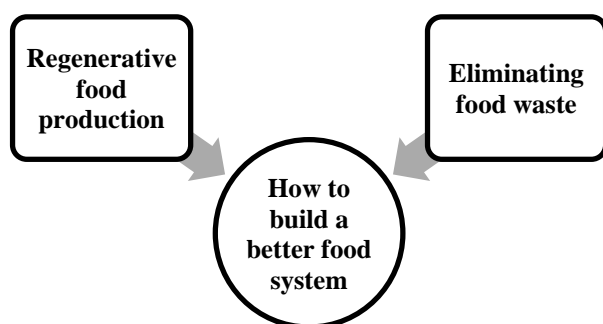 Regenerative
food
production
Eliminating
food waste
How to
build a
better food
system